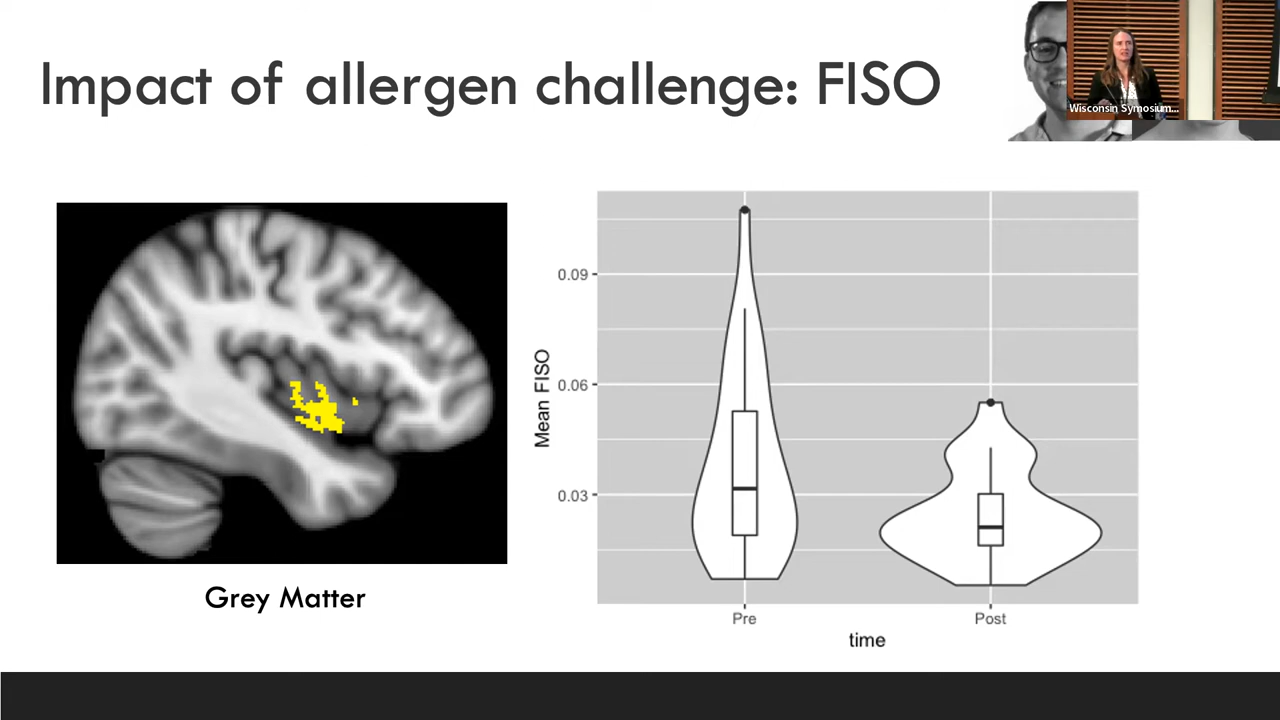 Impact of allergen challenge: FISO
Wisconsin Symposium...
Mean FISO
0.09
0.06
0.03
Pre
Post
time
Grey Matter